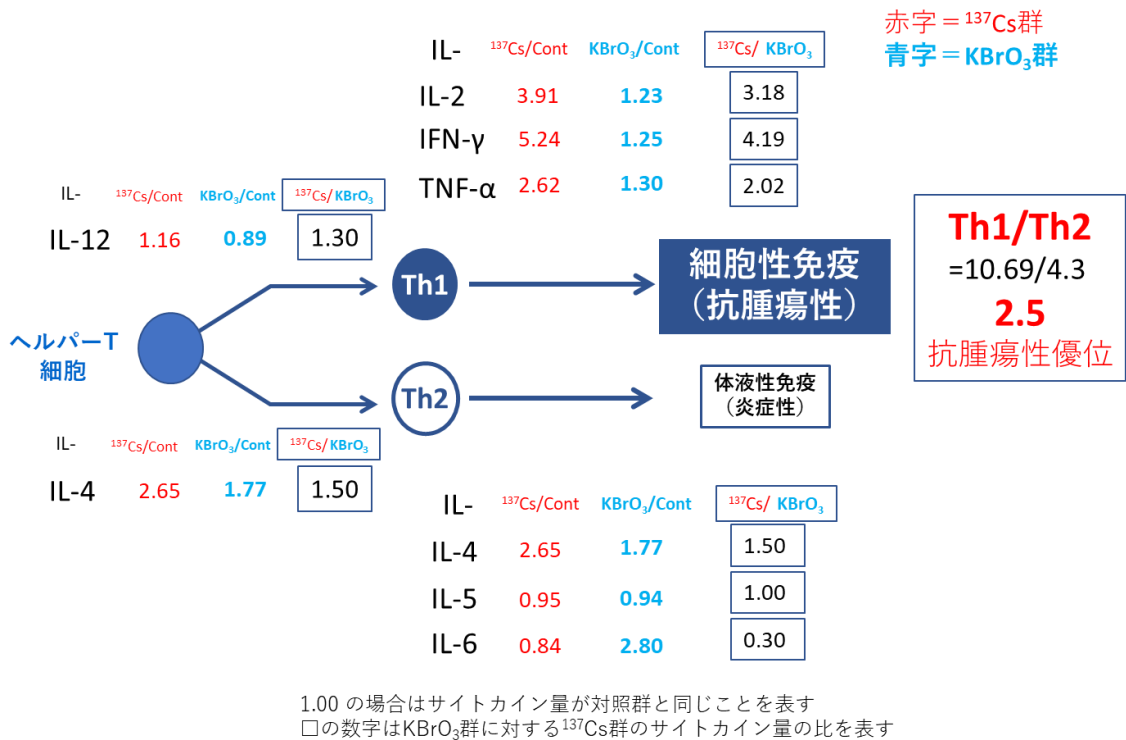 赤字＝¹³⁷Cs群
青字＝KBrO₃群
IL- ¹³⁷Cs/Cont KBrO₃/Cont ¹³⁷Cs/ KBrO₃
IL-2 3.91 1.23 3.18
IFN-γ 5.24 1.25 4.19
TNF-α 2.62 1.30 2.02
IL- ¹³⁷Cs/Cont KBrO₃/Cont ¹³⁷Cs/ KBrO₃
IL-12 1.16 0.89 1.30
Th1
細胞性免疫
（抗腫瘍性）
Th1/Th2
=10.69/4.3
2.5
抗腫瘍性優位
ヘルパーT
細胞
Th2
体液性免疫
（炎症性）
IL- ¹³⁷Cs/Cont KBrO₃/Cont ¹³⁷Cs/ KBrO₃
IL-4 2.65 1.77 1.50
IL- ¹³⁷Cs/Cont KBrO₃/Cont ¹³⁷Cs/ KBrO₃
IL-4 2.65 1.77 1.50
IL-5 0.95 0.94 1.00
IL-6 0.84 2.80 0.30
1.00 の場合はサイトカイン量が対照群と同じことを表す
□の数字はKBrO₃群に対する¹³⁷Cs群のサイトカイン量の比を表す